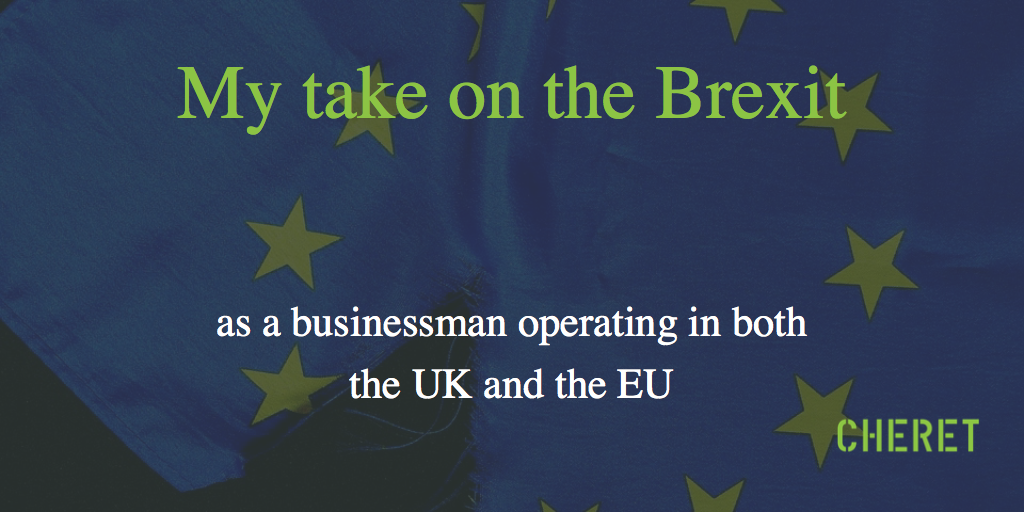 My take on the Brexit
as a businessman operating in both
the UK and the EU
CHERET